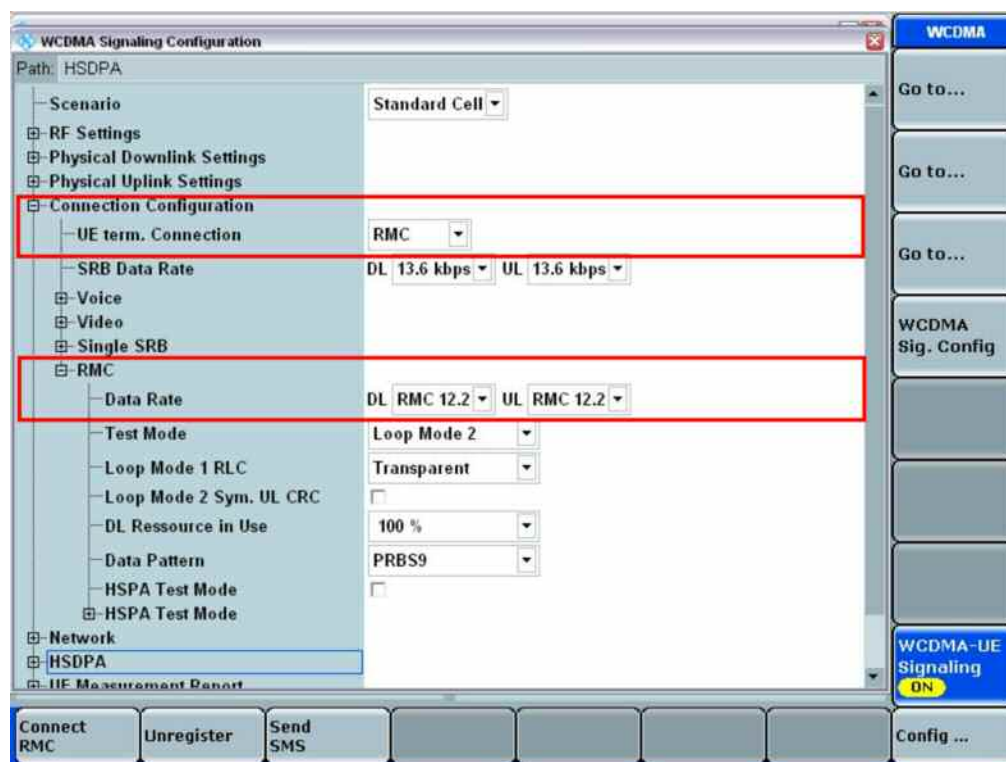 WCDMA Signaling Configuration
WCDMA
Path: HSDPA
Scenario Standard Cell
Go to...
RF Settings
Physical Downlink Settings
Physical Uplink Settings
Go to...
Connection Configuration
UE term. Connection RMC
Go to...
SRB Data Rate DL 13.6 kbps UL 13.6 kbps
Voice
Video
Single SRB
WCDMA
Sig. Config
RMC
Data Rate DL RMC 12.2 UL RMC 12.2
Test Mode Loop Mode 2
Loop Mode 1 RLC Transparent
Loop Mode 2 Sym. UL CRC
DL Ressource in Use 100 %
Data Pattern PRBS9
HSPA Test Mode
HSPA Test Mode
Network
HSDPA
UE Measurement Report
WCDMA-UE
Signaling
ON
Connect
RMC
Unregister
Send
SMS
Config ...